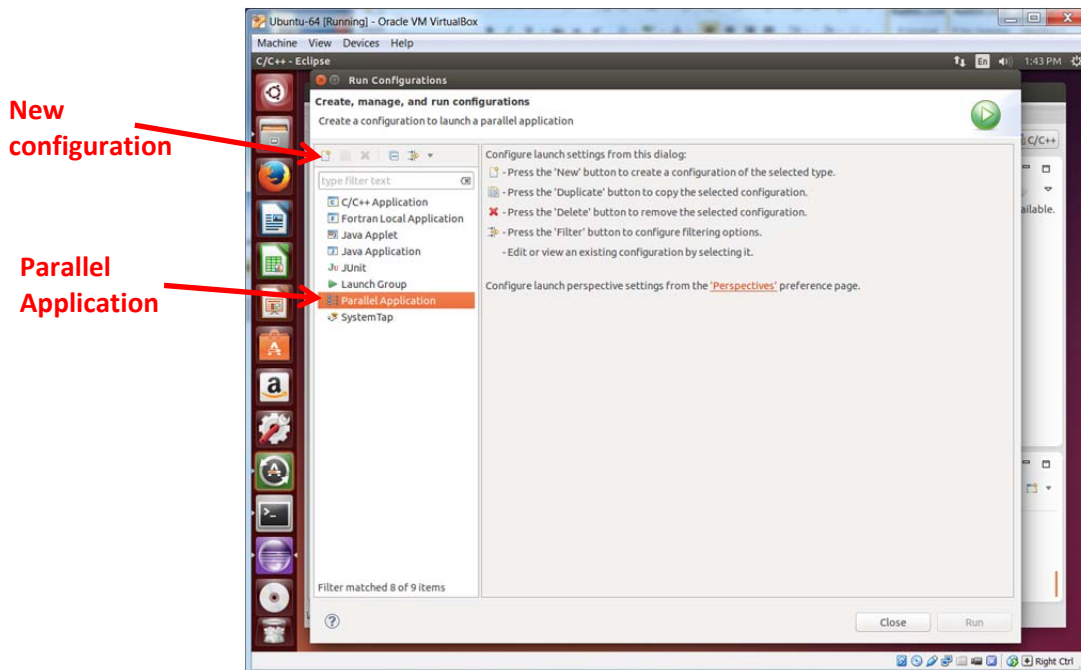 Ubuntu-64 [Running] - Oracle VM VirtualBox
Machine View Devices Help
C/C++ - Eclipse
En
1:43 PM
Run Configurations
Create, manage, and run configurations
Create a configuration to launch a parallel application
New
configuration
C/C++
type filter text
Configure launch settings from this dialog:
- Press the 'New' button to create a configuration of the selected type.
- Press the 'Duplicate' button to copy the selected configuration.
- Press the 'Delete' button to remove the selected configuration.
- Press the 'Filter' button to configure filtering options.
- Edit or view an existing configuration by selecting it.
Configure launch perspective settings from the 'Perspectives' preference page.
ailable.
C/C++ Application
Fortran Local Application
Java Applet
Java Application
Ju JUnit
Launch Group
Parallel Application
SystemTap
Parallel
Application
Filter matched 8 of 9 items
Close
Run
Right Ctrl